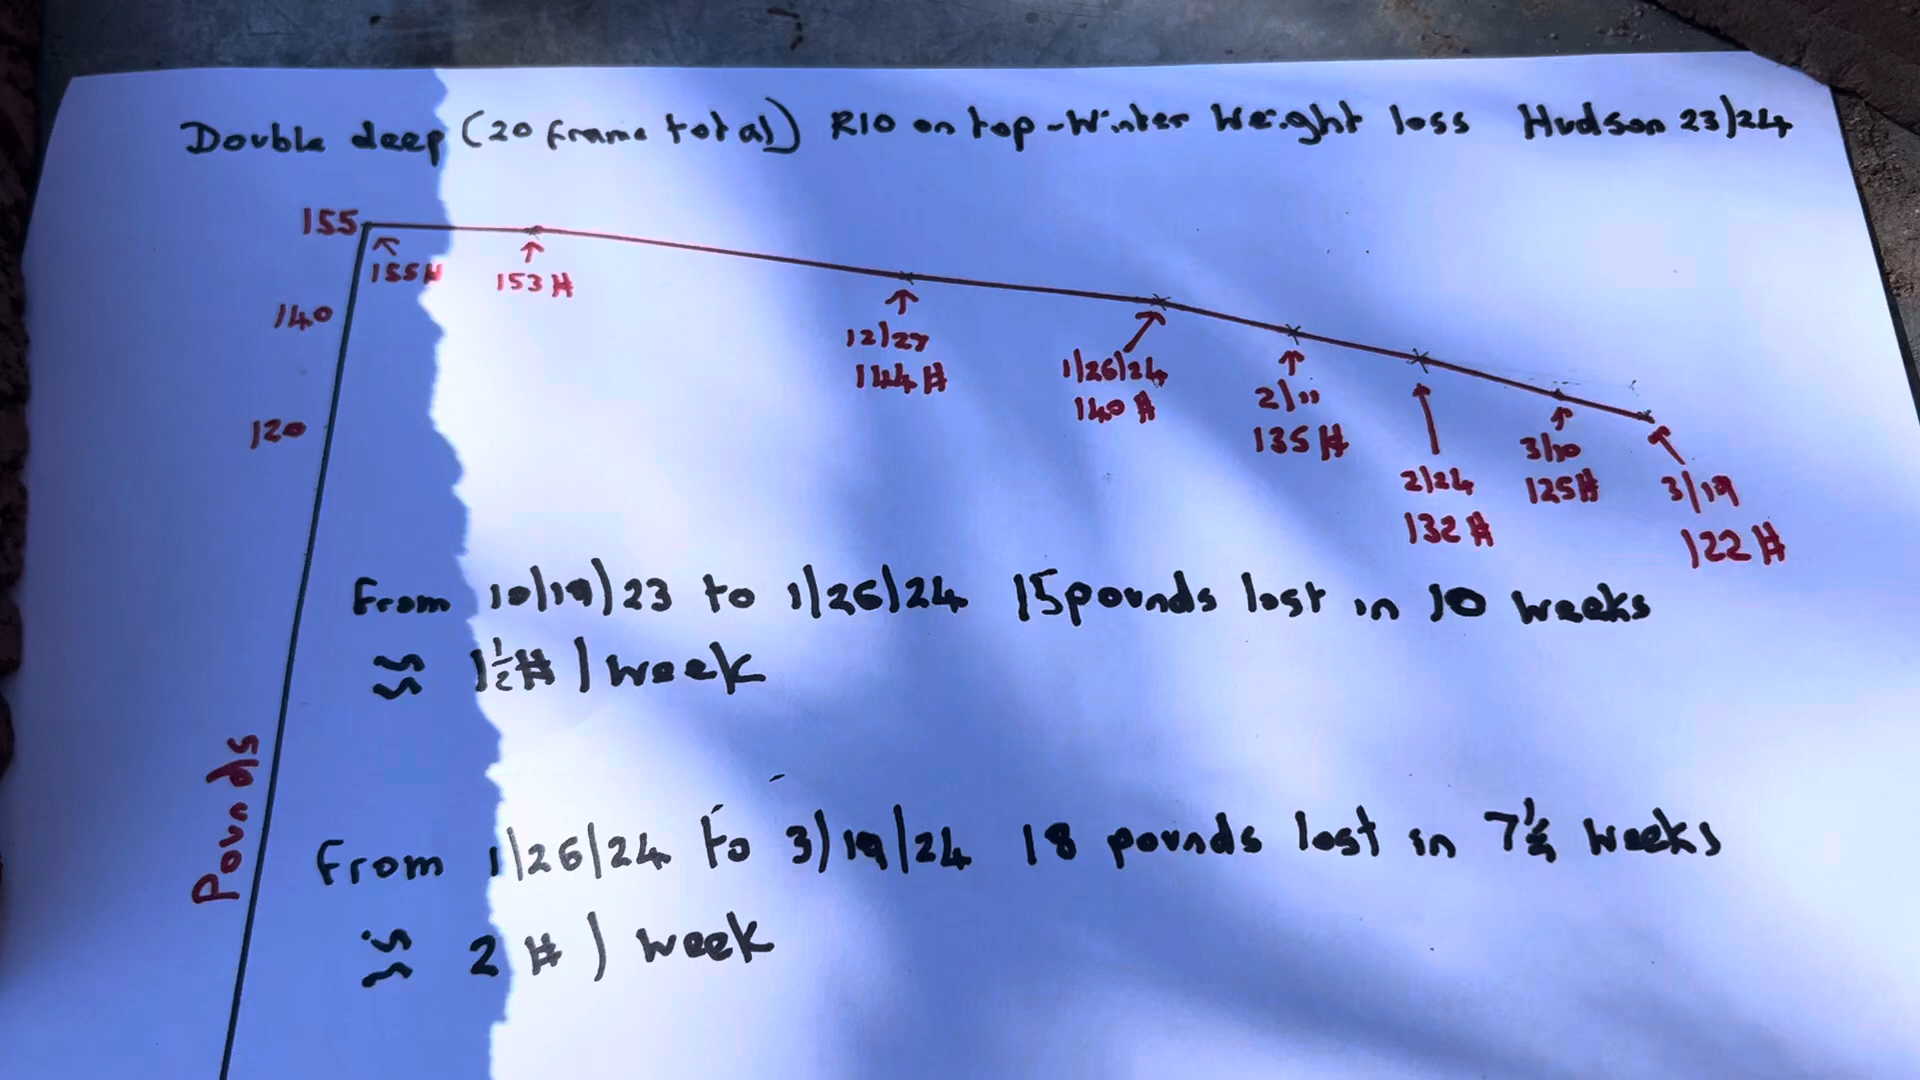 Double deep (20 frame total) R10 on top - Winter Weight loss Hudson 23/24
155
155#
153#
140
12/27
144#
1/26/24
140#
2/11
135#
120
2/24
132#
3/10
125#
3/19
122#
From 10/19/23 to 1/26/24 15 pounds lost in 10 weeks
≈ 1½# / week
Pounds
From 1/26/24 to 3/19/24 18 pounds lost in 7½ weeks
≈ 2# / week